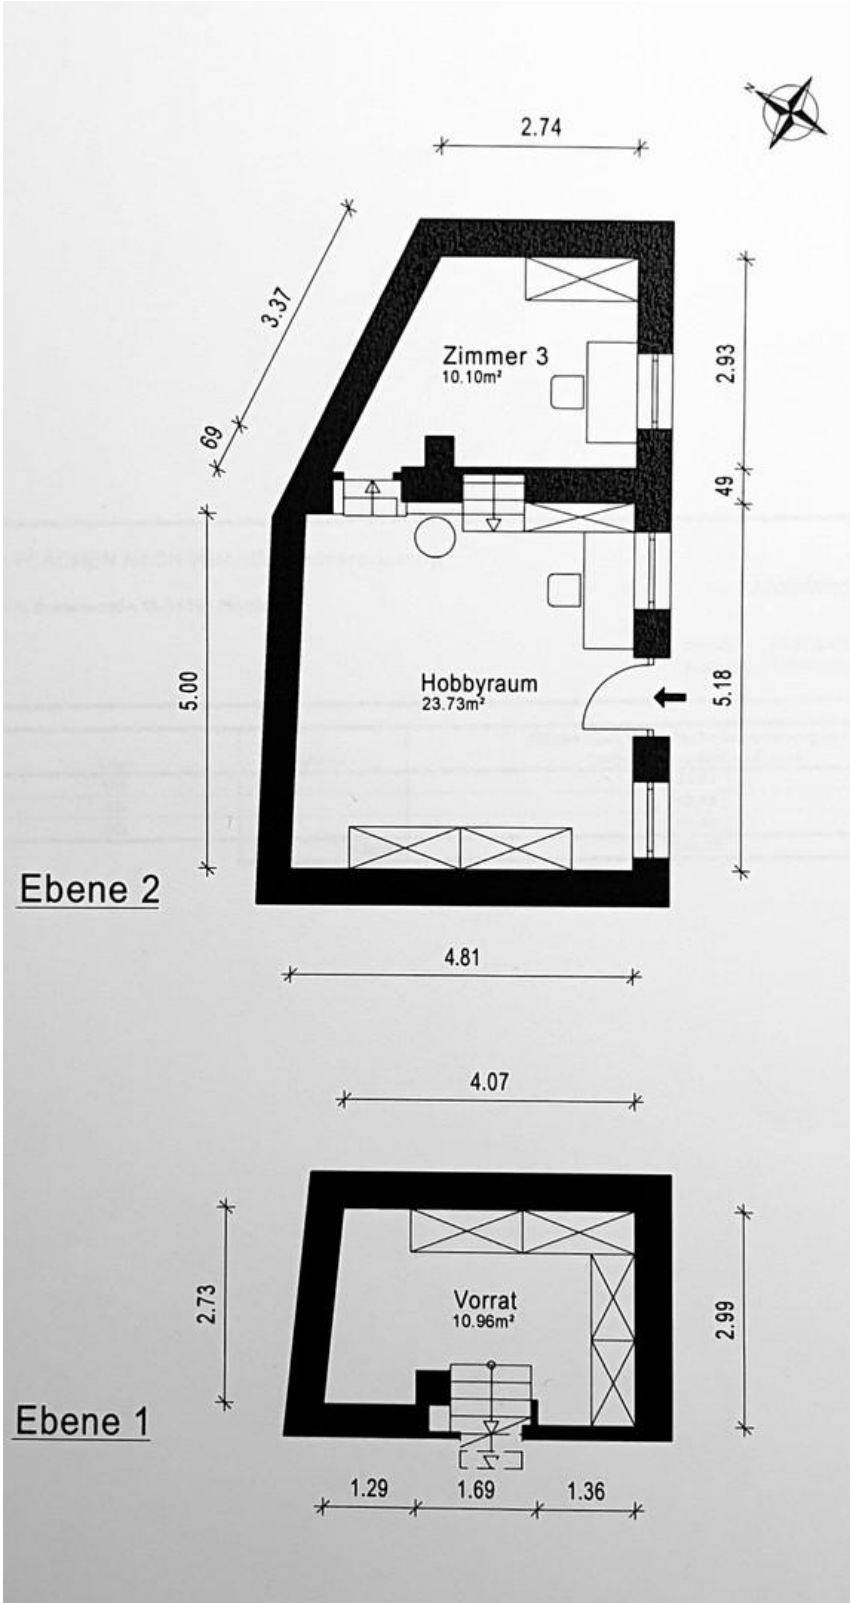 N
2.74
3.37
69
Zimmer 3
10.10m²
2.93
49
5.00
Hobbyraum
23.73m²
5.18
Ebene 2
4.81
4.07
2.73
Vorrat
10.96m²
2.99
Ebene 1
1.29 1.69 1.36